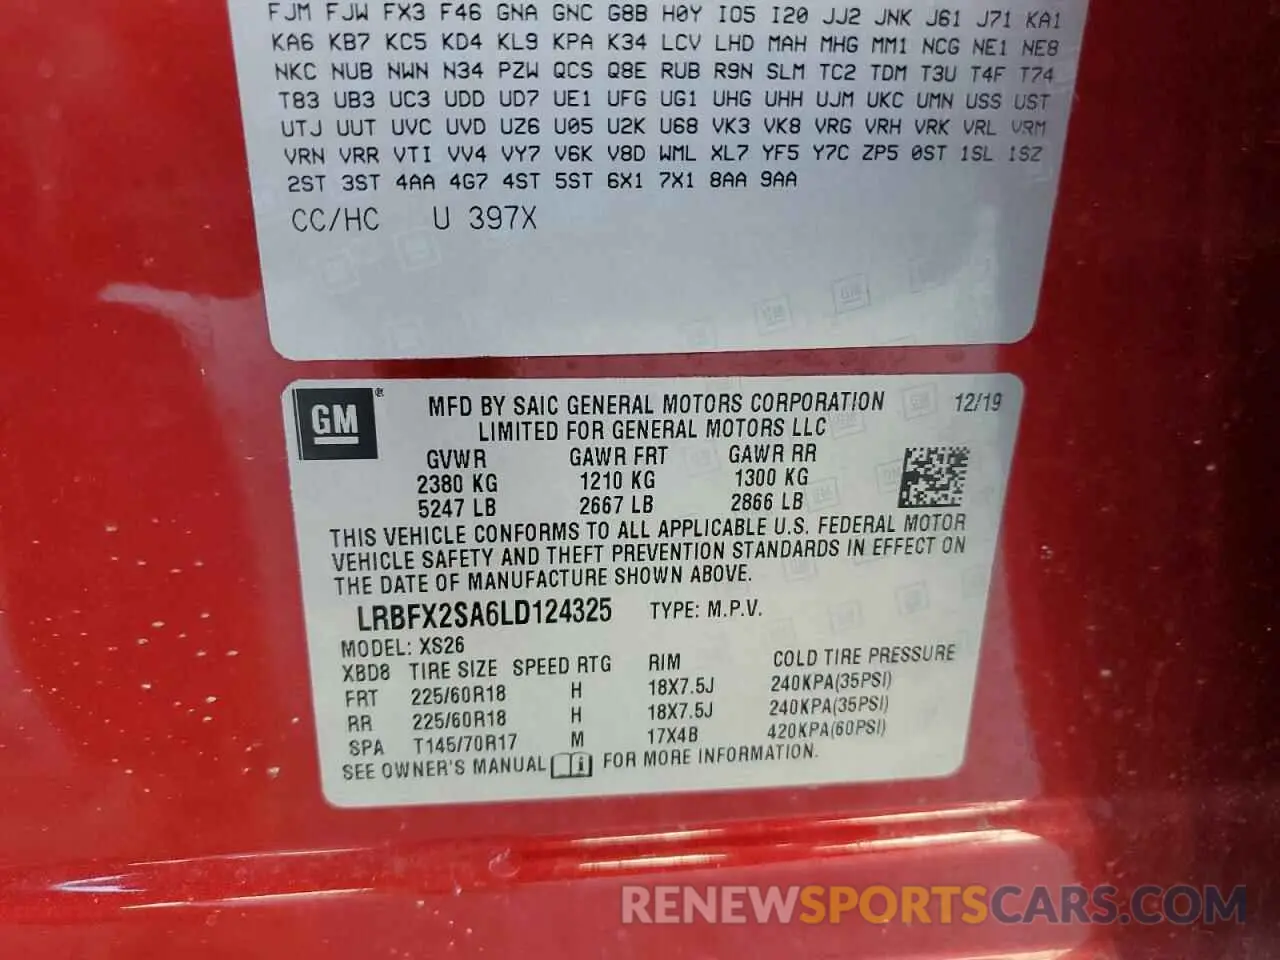 FJM FJW FX3 F46 GNA GNC G8B H0Y IO5 I20 JJ2 JNK J61 J71 KA1
KA6 KB7 KC5 KD4 KL9 KPA K34 LCV LHD MAH MHG MM1 NCG NE1 NE8
NKC NUB NWN N34 PZW QCS Q8E RUB R9N SLM TC2 TDM T3U T4F T74
T83 UB3 UC3 UDD UD7 UE1 UFG UG1 UHG UHH UJM UKC UMN USS UST
UTJ UUT UVC UVD UZ6 U05 U2K U68 VK3 VK8 VRG VRH VRK VRL VRM
VRN VRR VTI VV4 VY7 V6K V8D WML XL7 YF5 Y7C ZP5 0ST 1SL 1SZ
2ST 3ST 4AA 4G7 4ST 5ST 6X1 7X1 8AA 9AA
CC/HC U 397X
GM ® MFD BY SAIC GENERAL MOTORS CORPORATION 12/19
LIMITED FOR GENERAL MOTORS LLC
GVWR GAWR FRT GAWR RR
2380 KG 1210 KG 1300 KG
5247 LB 2667 LB 2866 LB
THIS VEHICLE CONFORMS TO ALL APPLICABLE U.S. FEDERAL MOTOR
VEHICLE SAFETY AND THEFT PREVENTION STANDARDS IN EFFECT ON
THE DATE OF MANUFACTURE SHOWN ABOVE.
LRBFX2SA6LD124325 TYPE: M.P.V.
MODEL: XS26
XBD8 TIRE SIZE SPEED RTG RIM COLD TIRE PRESSURE
FRT 225/60R18 H 18X7.5J 240KPA(35PSI)
RR 225/60R18 H 18X7.5J 240KPA(35PSI)
SPA T145/70R17 M 17X4B 420KPA(60PSI)
SEE OWNER'S MANUAL i FOR MORE INFORMATION.
RENEWSPORTSCARS.COM